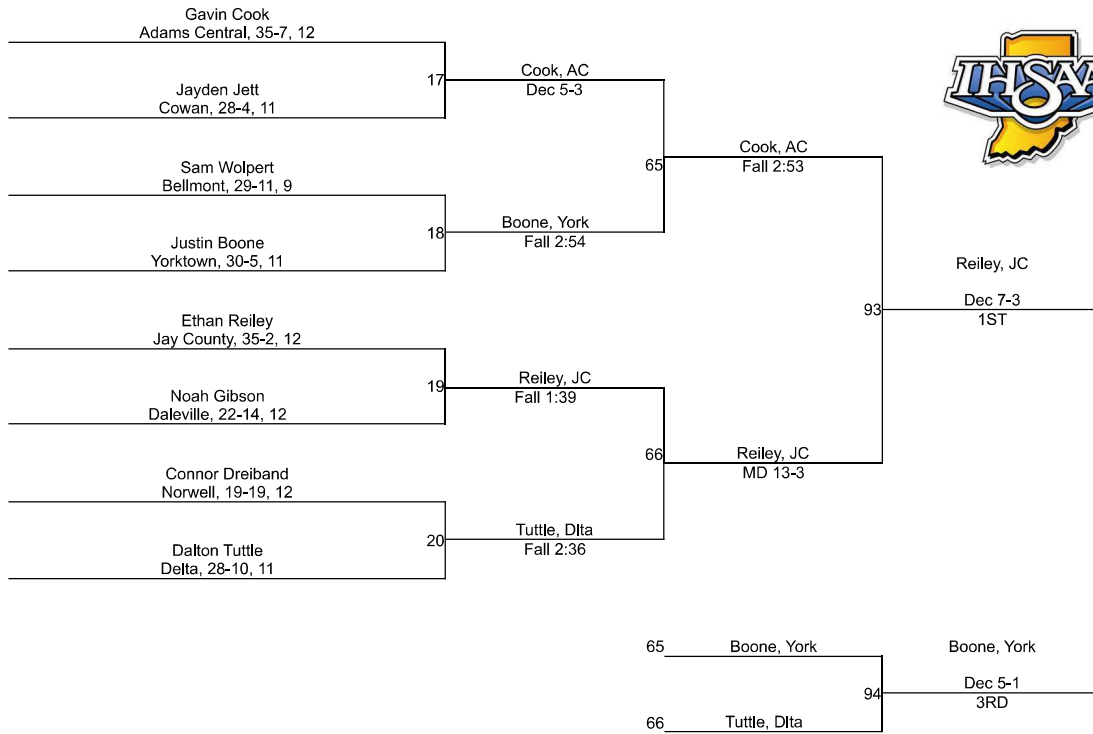 Gavin Cook
Adams Central, 35-7, 12
17
Jayden Jett
Cowan, 28-4, 11
Cook, AC
Dec 5-3
Sam Wolpert
Bellmont, 29-11, 9
18
Justin Boone
Yorktown, 30-5, 11
Boone, York
Fall 2:54
65
Cook, AC
Fall 2:53
Ethan Reiley
Jay County, 35-2, 12
19
Noah Gibson
Daleville, 22-14, 12
Reiley, JC
Fall 1:39
Connor Dreiband
Norwell, 19-19, 12
20
Dalton Tuttle
Delta, 28-10, 11
Tuttle, Dlta
Fall 2:36
66
Reiley, JC
MD 13-3
93
Reiley, JC
Dec 7-3
1ST
65
Boone, York
66
Tuttle, Dlta
94
Boone, York
Dec 5-1
3RD
IHSAA